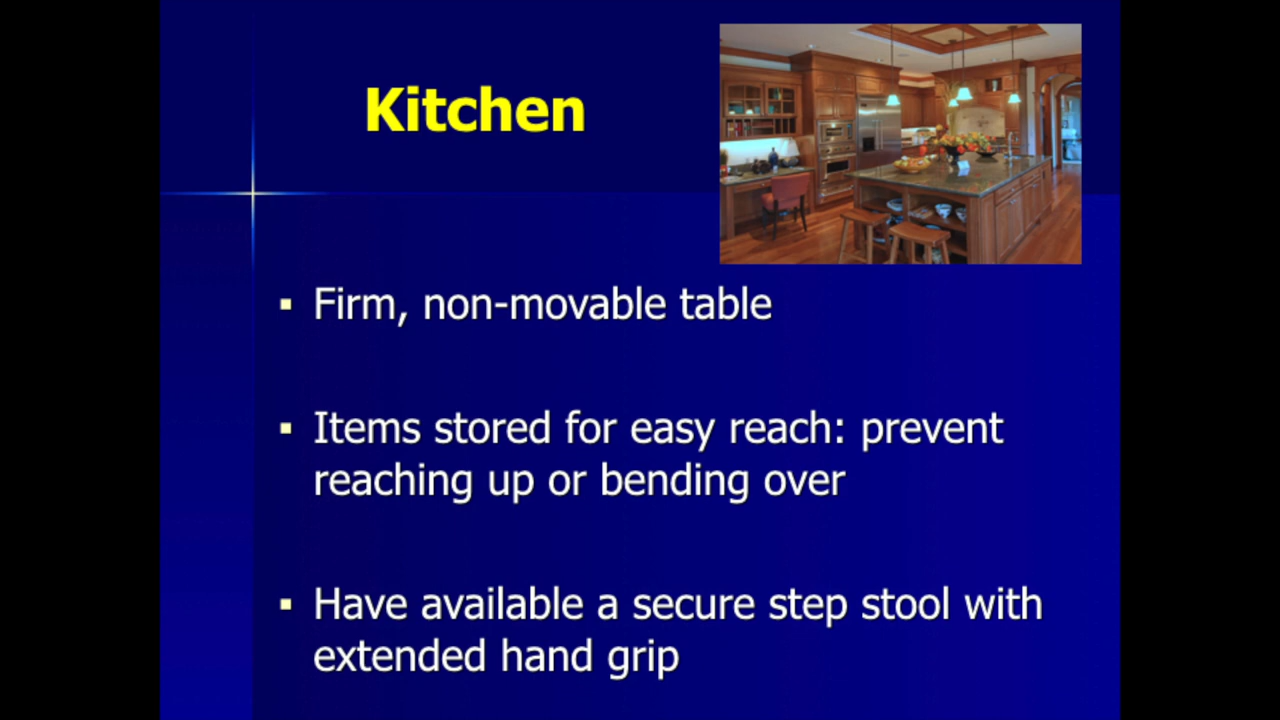 Kitchen
▪ Firm, non-movable table
▪ Items stored for easy reach: prevent
reaching up or bending over
▪ Have available a secure step stool with
extended hand grip